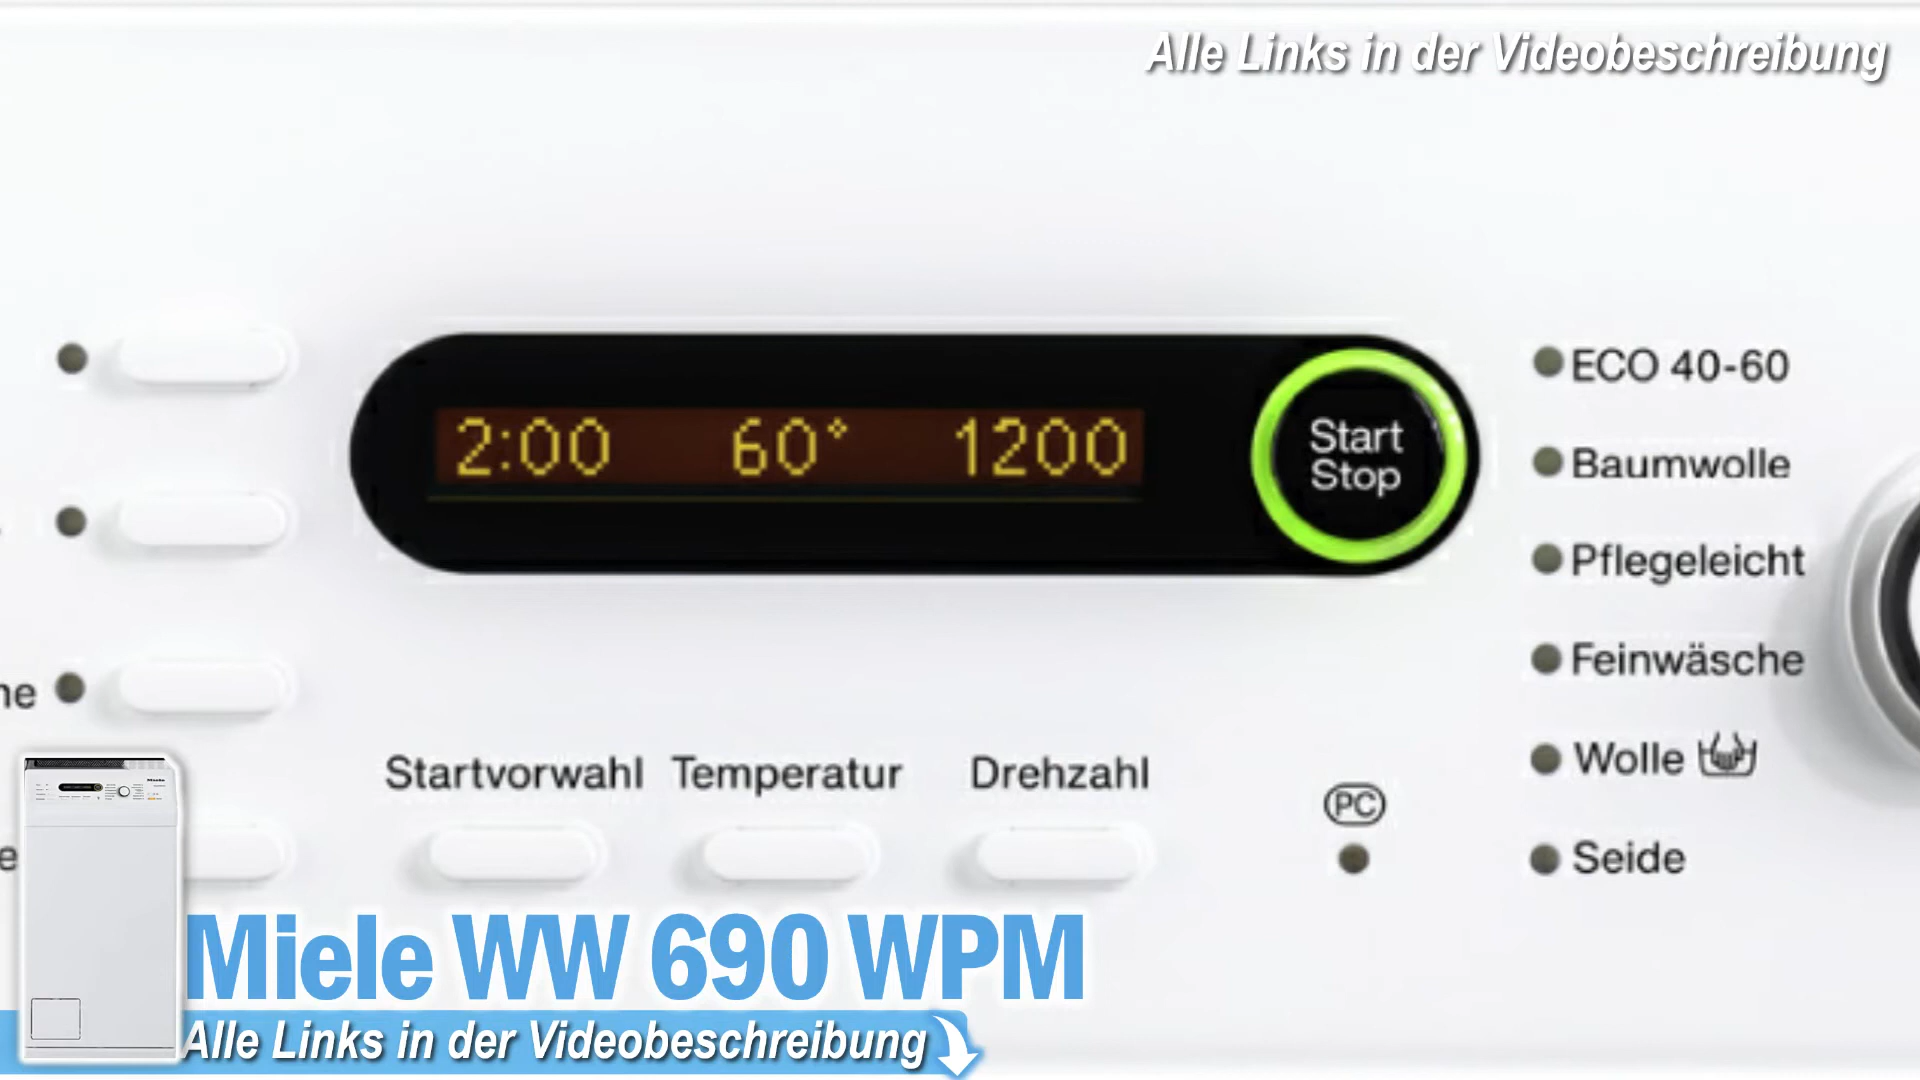 Alle Links in der Videobeschreibung
2:00 60° 1200
Start
Stop
ECO 40-60
Baumwolle
Pflegeleicht
Feinwäsche
Wolle
Seide
Startvorwahl Temperatur Drehzahl
PC
Miele WW 690 WPM
Alle Links in der Videobeschreibung